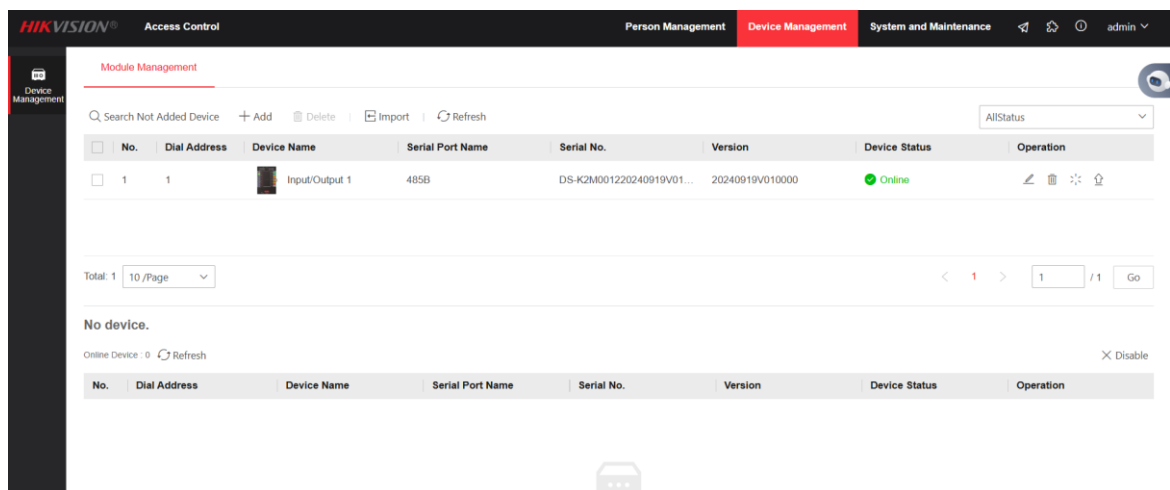 HIKVISION® Access Control Person Management Device Management System and Maintenance admin
Device Management
Module Management
Search Not Added Device Add Delete Import Refresh AllStatus
No. Dial Address Device Name Serial Port Name Serial No. Version Device Status Operation
1 1 Input/Output 1 485B DS-K2M001220240919V01... 20240919V010000 Online
Total: 1 10 /Page < 1 > 1 / 1 Go
No device.
Online Device : 0 Refresh Disable
No. Dial Address Device Name Serial Port Name Serial No. Version Device Status Operation